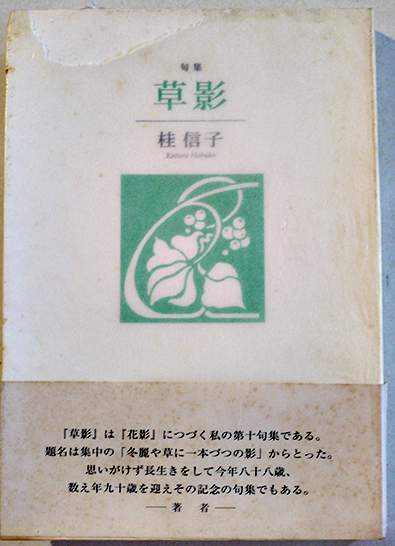 句集
草影
桂 信子
Katsura Nobuko
『草影』は『花影』につづく私の第十句集である。
題名は集中の「冬麗や草に一本づつの影」からとった。
思いがけず長生きをして今年八十八歳、
数え年九十歳を迎えその記念の句集でもある。
― 著 者 ―